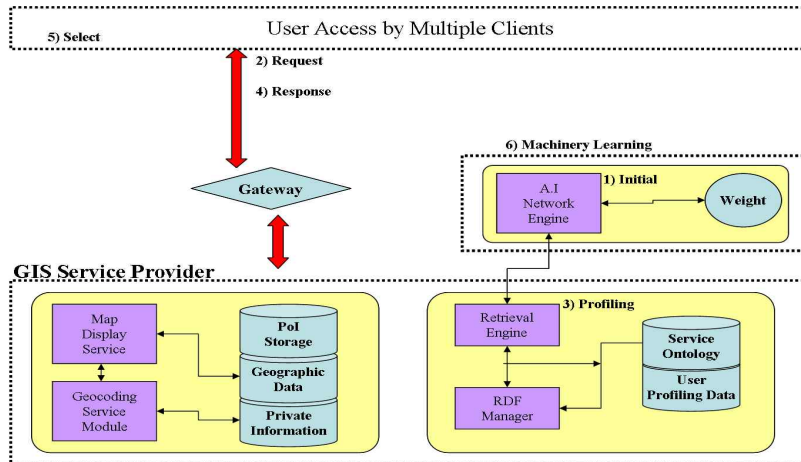 User Access by Multiple Clients
5) Select
2) Request
4) Response
6) Machinery Learning
Gateway
A.I
Network
Engine
1) Initial
Weight
GIS Service Provider
Map
Display
Service
Geocoding
Service
Module
PoI
Storage
Geographic
Data
Private
Information
Retrieval
Engine
3) Profiling
RDF
Manager
Service
Ontology
User
Profiling Data